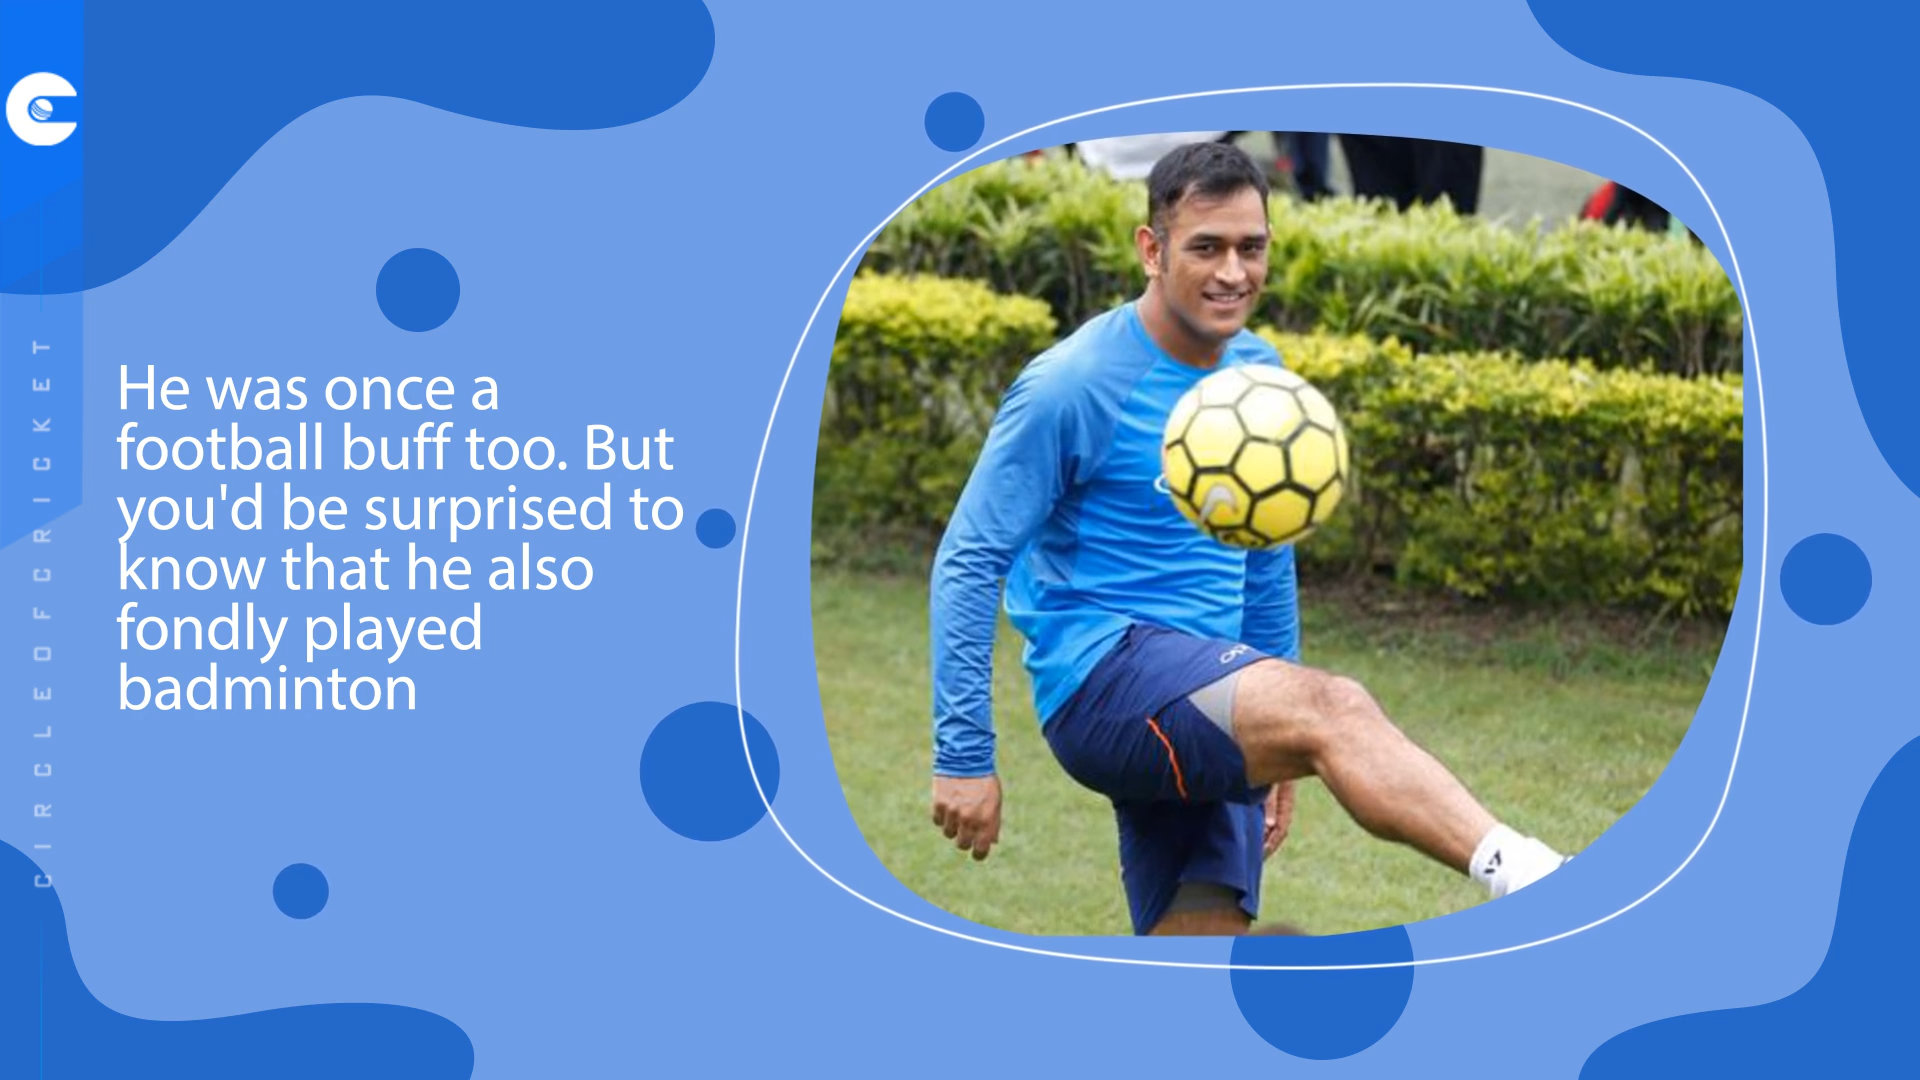 He was once a
football buff too. But
you'd be surprised to
know that he also
fondly played
badminton
CIRCLEOFCRICKET